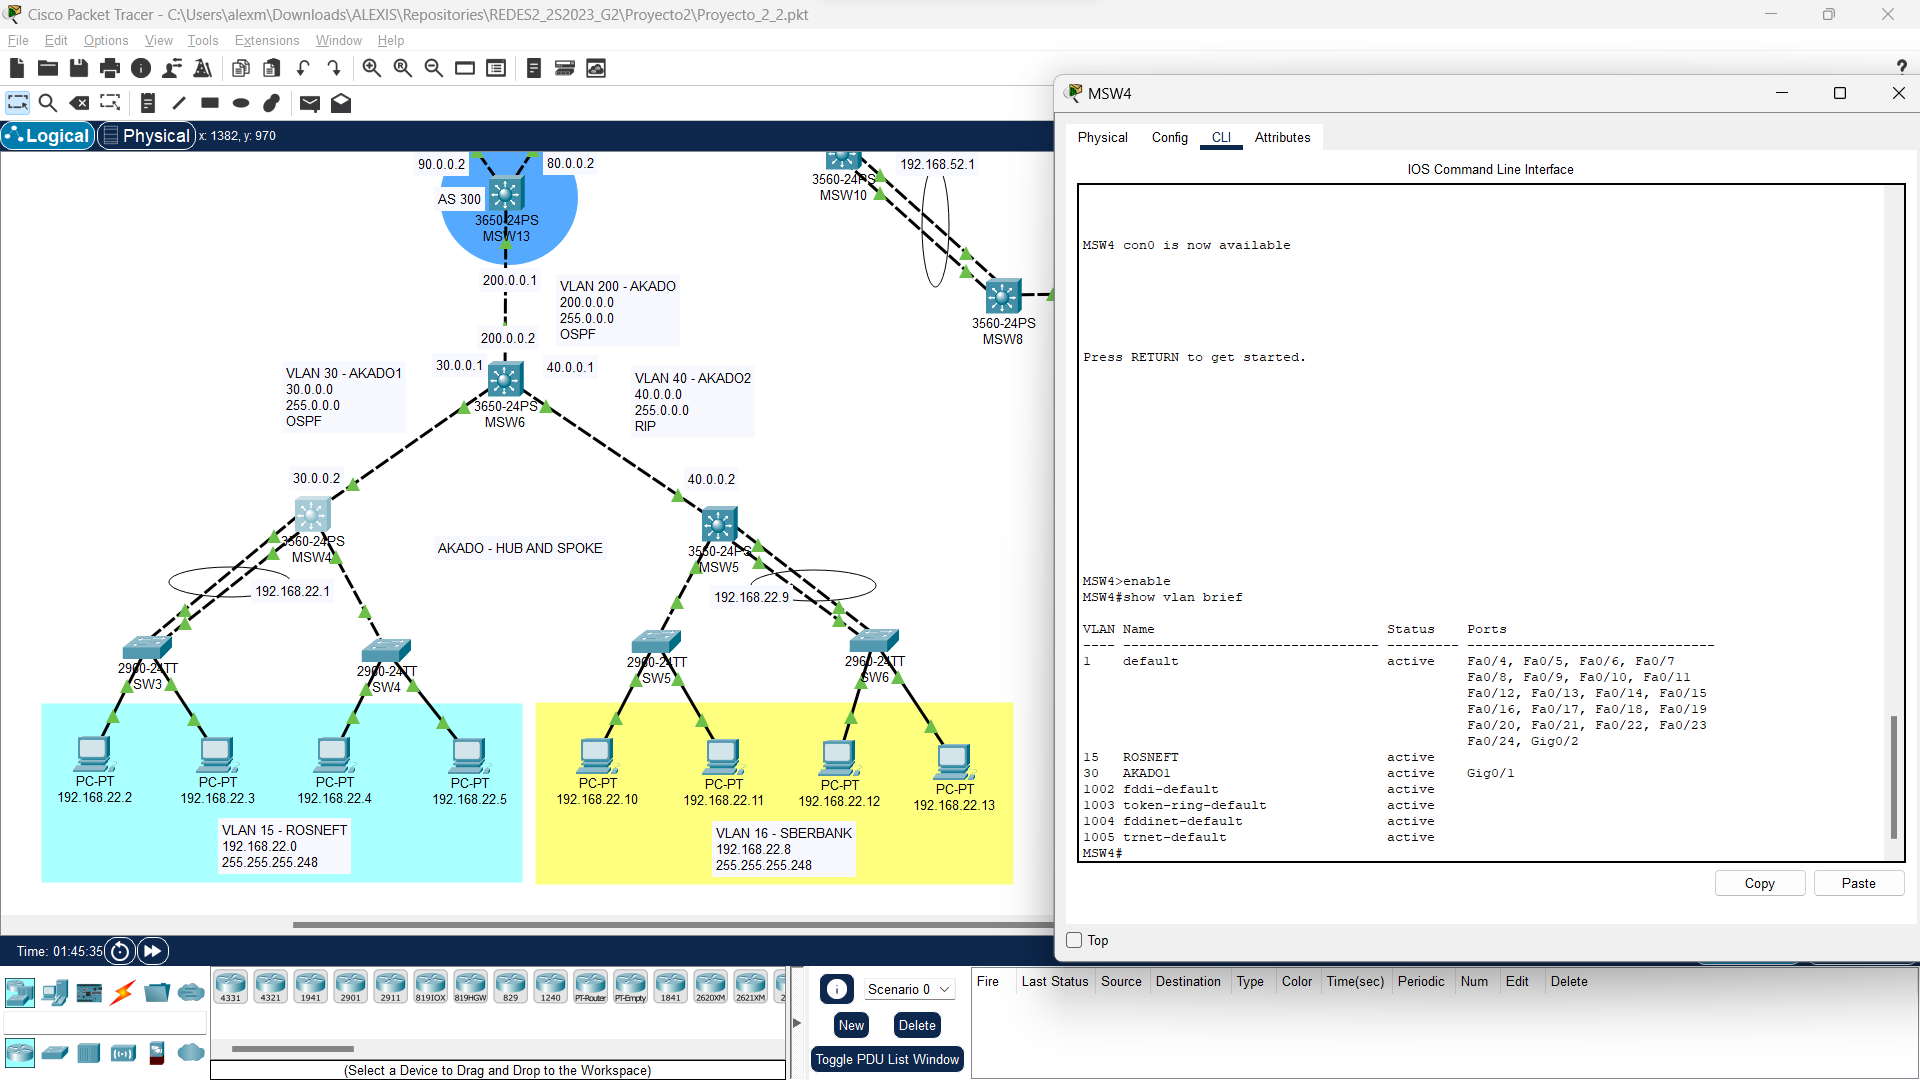 Cisco Packet Tracer - C:\Users\alexm\Downloads\ALEXIS\Repositories\REDES2_2S2023_G2\Proyecto2\Proyecto_2_2.pkt
File Edit Options View Tools Extensions Window Help
?
Logical Physical x: 1382, y: 970
90.0.0.2
80.0.0.2
AS 300
3650-24PS
MSW13
200.0.0.1
VLAN 200 - AKADO
200.0.0.0
255.0.0.0
OSPF
200.0.0.2
192.168.52.1
3560-24PS
MSW10
3560-24PS
MSW8
VLAN 30 - AKADO1
30.0.0.0
255.0.0.0
OSPF
30.0.0.1
40.0.0.1
3650-24PS
MSW6
VLAN 40 - AKADO2
40.0.0.0
255.0.0.0
RIP
30.0.0.2
40.0.0.2
3560-24PS
MSW4
AKADO - HUB AND SPOKE
3560-24PS
MSW5
192.168.22.1
192.168.22.9
2960-24TT
SW3
2960-24TT
SW4
2960-24TT
SW5
2960-24TT
SW6
PC-PT
192.168.22.2
PC-PT
192.168.22.3
PC-PT
192.168.22.4
PC-PT
192.168.22.5
PC-PT
192.168.22.10
PC-PT
192.168.22.11
PC-PT
192.168.22.12
PC-PT
192.168.22.13
VLAN 15 - ROSNEFT
192.168.22.0
255.255.255.248
VLAN 16 - SBERBANK
192.168.22.8
255.255.255.248
MSW4
Physical Config CLI Attributes
IOS Command Line Interface
MSW4 con0 is now available
Press RETURN to get started.
MSW4>enable
MSW4#show vlan brief
VLAN Name Status Ports
---- -------------------------------- --------- -------------------------------
1 default active Fa0/4, Fa0/5, Fa0/6, Fa0/7
Fa0/8, Fa0/9, Fa0/10, Fa0/11
Fa0/12, Fa0/13, Fa0/14, Fa0/15
Fa0/16, Fa0/17, Fa0/18, Fa0/19
Fa0/20, Fa0/21, Fa0/22, Fa0/23
Fa0/24, Gig0/2
15 ROSNEFT active
30 AKADO1 active Gig0/1
1002 fddi-default active
1003 token-ring-default active
1004 fddinet-default active
1005 trnet-default active
MSW4#
Copy Paste
Top
Time: 01:45:35
4331 4321 1941 2901 2911 819IOX 819HGW 829 1240 PT-Router PT-Empty 1841 2620XM 2621XM 2
(Select a Device to Drag and Drop to the Workspace)
Scenario 0
New Delete
Toggle PDU List Window
Fire Last Status Source Destination Type Color Time(sec) Periodic Num Edit Delete